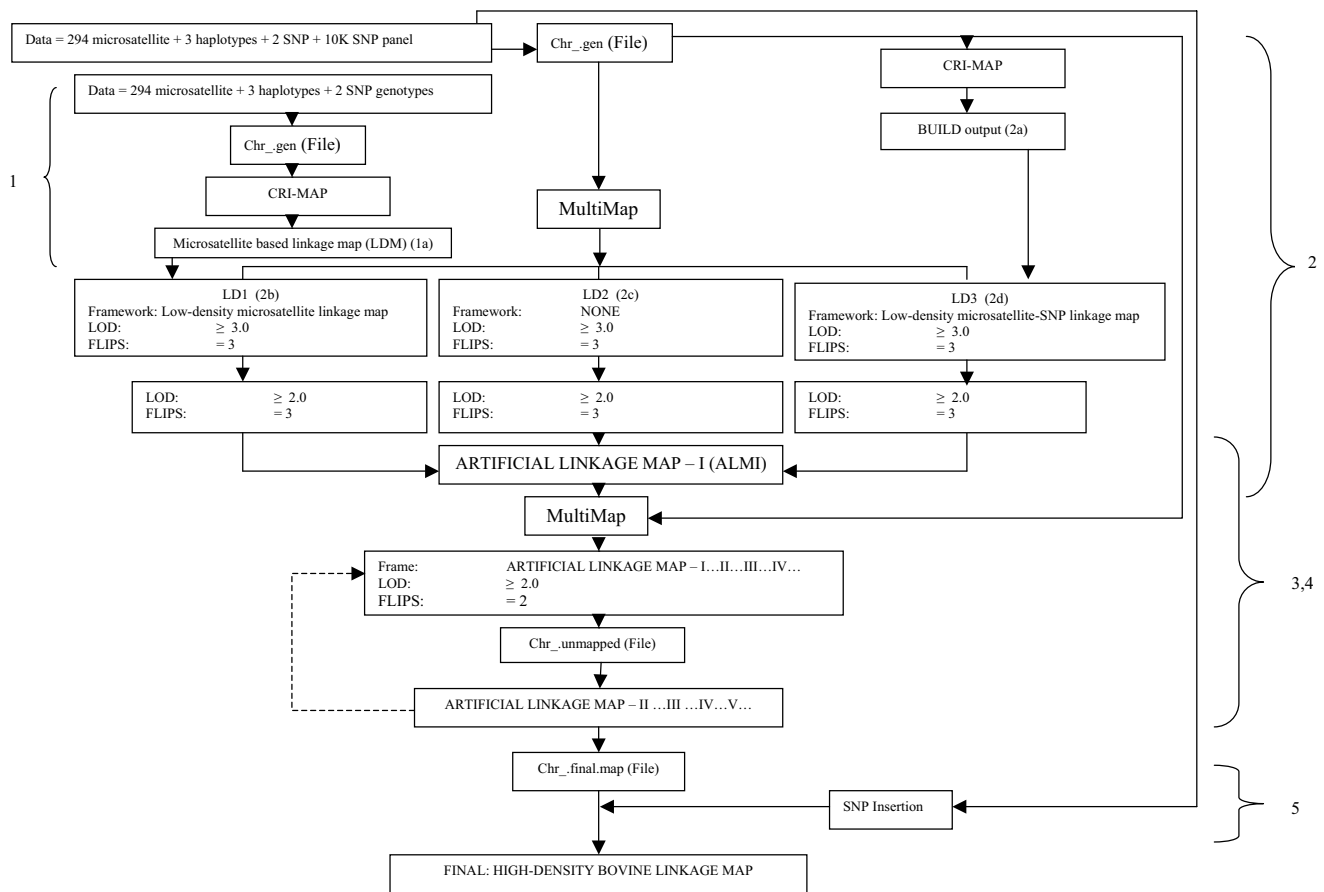 Data = 294 microsatellite + 3 haplotypes + 2 SNP + 10K SNP panel
Chr_.gen (File)
CRI-MAP
Data = 294 microsatellite + 3 haplotypes + 2 SNP genotypes
BUILD output (2a)
Chr_.gen (File)
1
CRI-MAP
MultiMap
Microsatellite based linkage map (LDM) (1a)
2
LD1 (2b)
Framework: Low-density microsatellite linkage map
LOD: ≥ 3.0
FLIPS: = 3
LD2 (2c)
Framework: NONE
LOD: ≥ 3.0
FLIPS: = 3
LD3 (2d)
Framework: Low-density microsatellite-SNP linkage map
LOD: ≥ 3.0
FLIPS: = 3
LOD: ≥ 2.0
FLIPS: = 3
LOD: ≥ 2.0
FLIPS: = 3
LOD: ≥ 2.0
FLIPS: = 3
ARTIFICIAL LINKAGE MAP – I (ALMI)
MultiMap
Frame: ARTIFICIAL LINKAGE MAP – I…II…III…IV…
LOD: ≥ 2.0
FLIPS: = 2
3,4
Chr_.unmapped (File)
ARTIFICIAL LINKAGE MAP – II …III …IV…V…
Chr_.final.map (File)
SNP Insertion
5
FINAL: HIGH-DENSITY BOVINE LINKAGE MAP